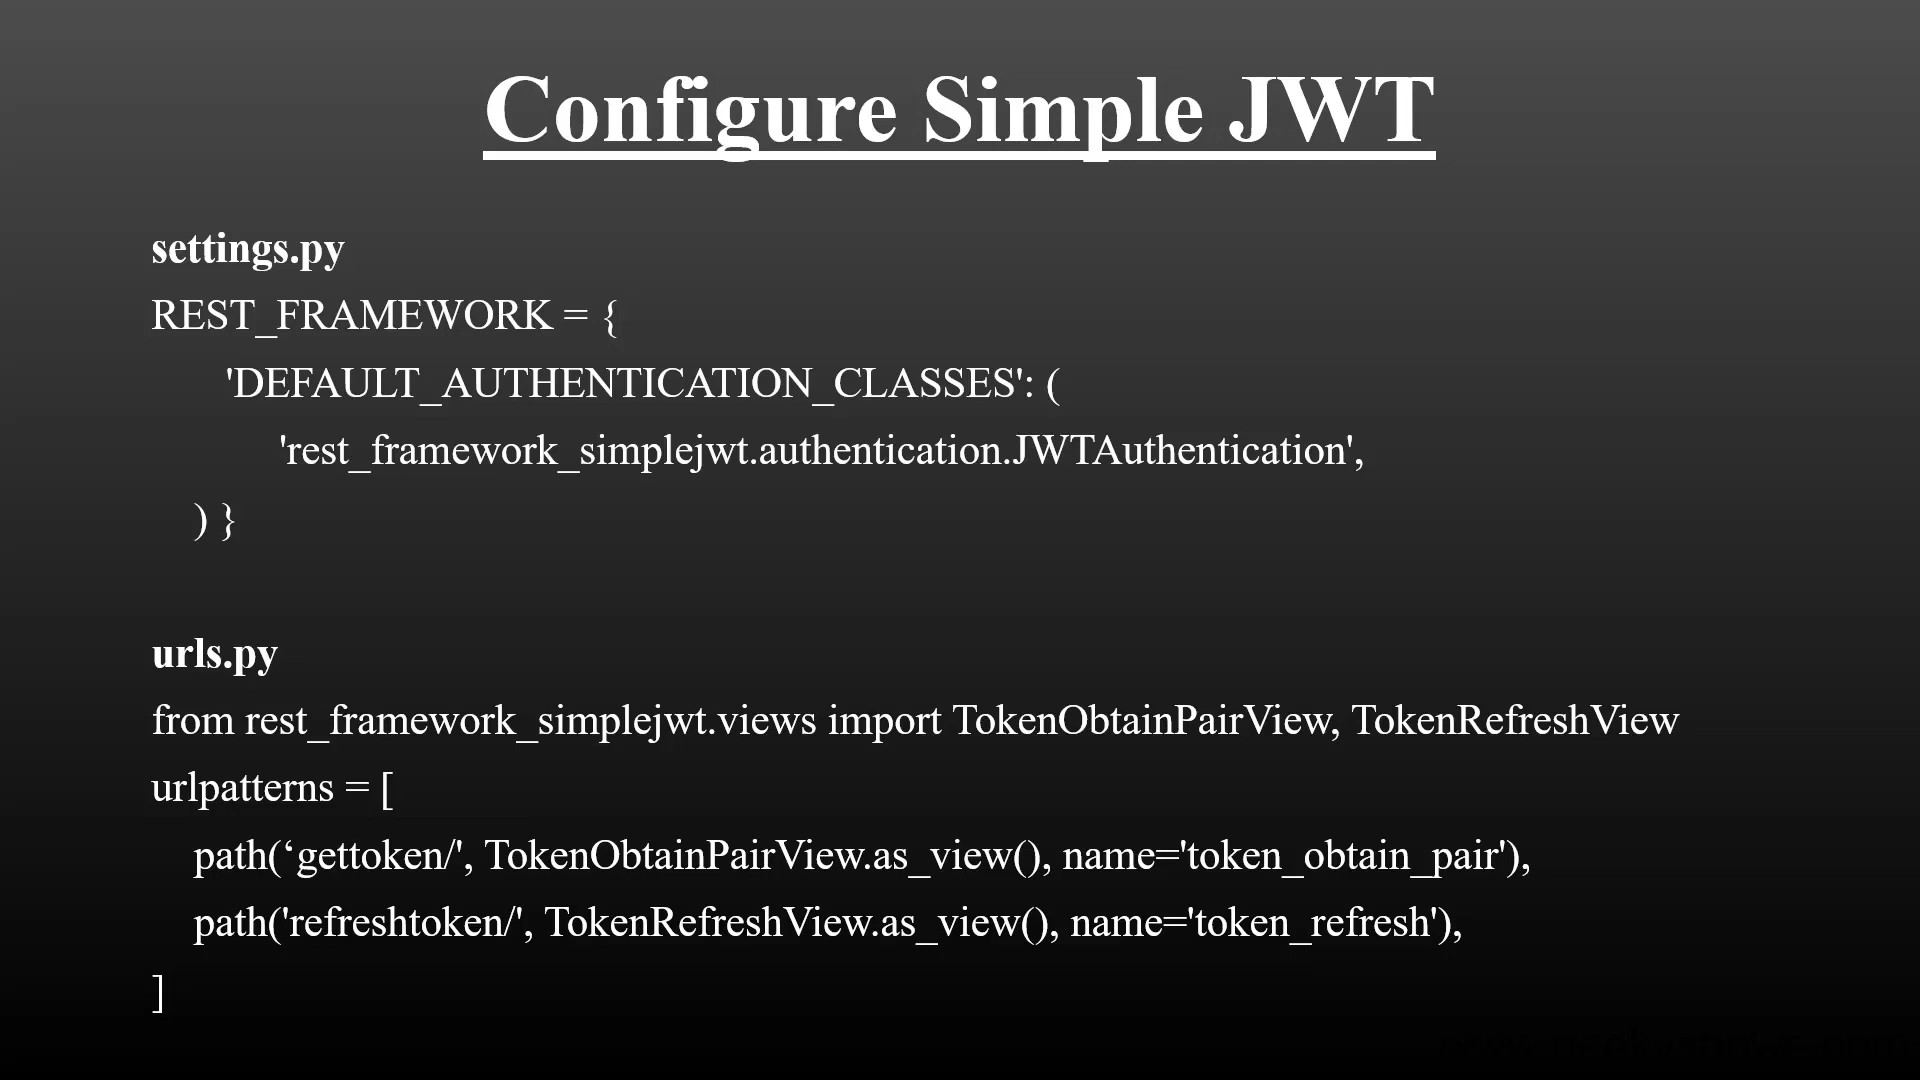 Configure Simple JWT
settings.py
REST_FRAMEWORK = {
'DEFAULT_AUTHENTICATION_CLASSES': (
'rest_framework_simplejwt.authentication.JWTAuthentication',
) }
urls.py
from rest_framework_simplejwt.views import TokenObtainPairView, TokenRefreshView
urlpatterns = [
path(‘gettoken/', TokenObtainPairView.as_view(), name='token_obtain_pair'),
path('refreshtoken/', TokenRefreshView.as_view(), name='token_refresh'),
]